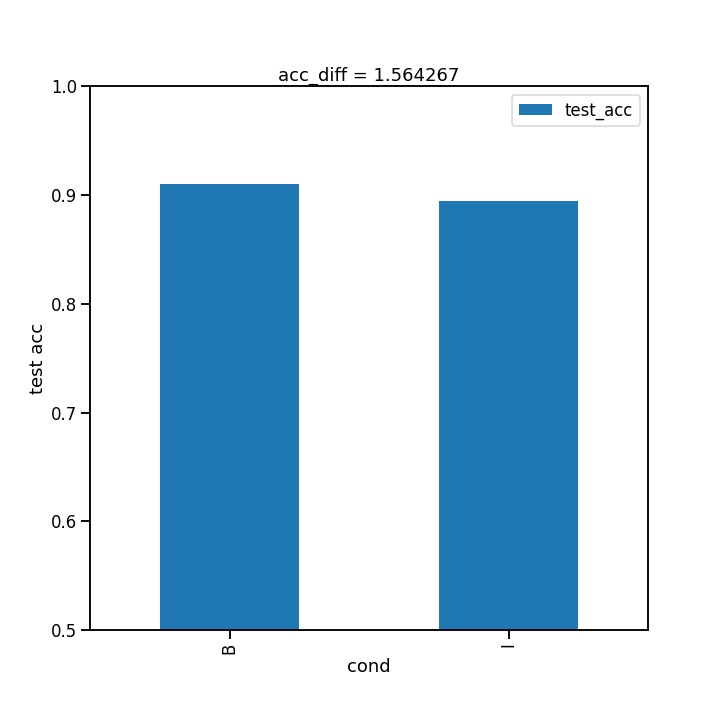 acc_diff = 1.564267
1.0
test_acc
0.9
0.8
0.7
0.6
0.5
test acc
B
I
cond